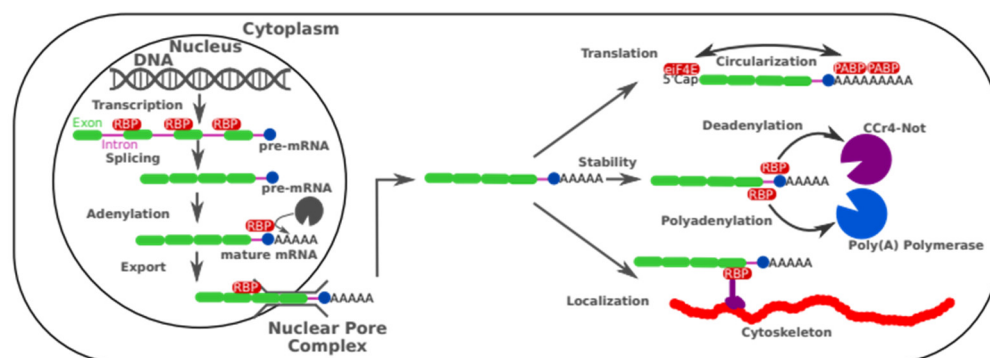 Cytoplasm
Nucleus
DNA
Transcription
Exon
RBP
RBP
RBP
Intron
pre-mRNA
Splicing
pre-mRNA
Adenylation
RBP
AAAAA
mature mRNA
Export
RBP
AAAAA
Nuclear Pore
Complex
AAAAA
Translation
eiF4E
5'Cap
Circularization
PABP
PABP
AAAAAAAAA
Stability
Deadenylation
CCr4-Not
RBP
AAAAA
RBP
Polyadenylation
Poly(A) Polymerase
Localization
AAAAA
RBP
Cytoskeleton